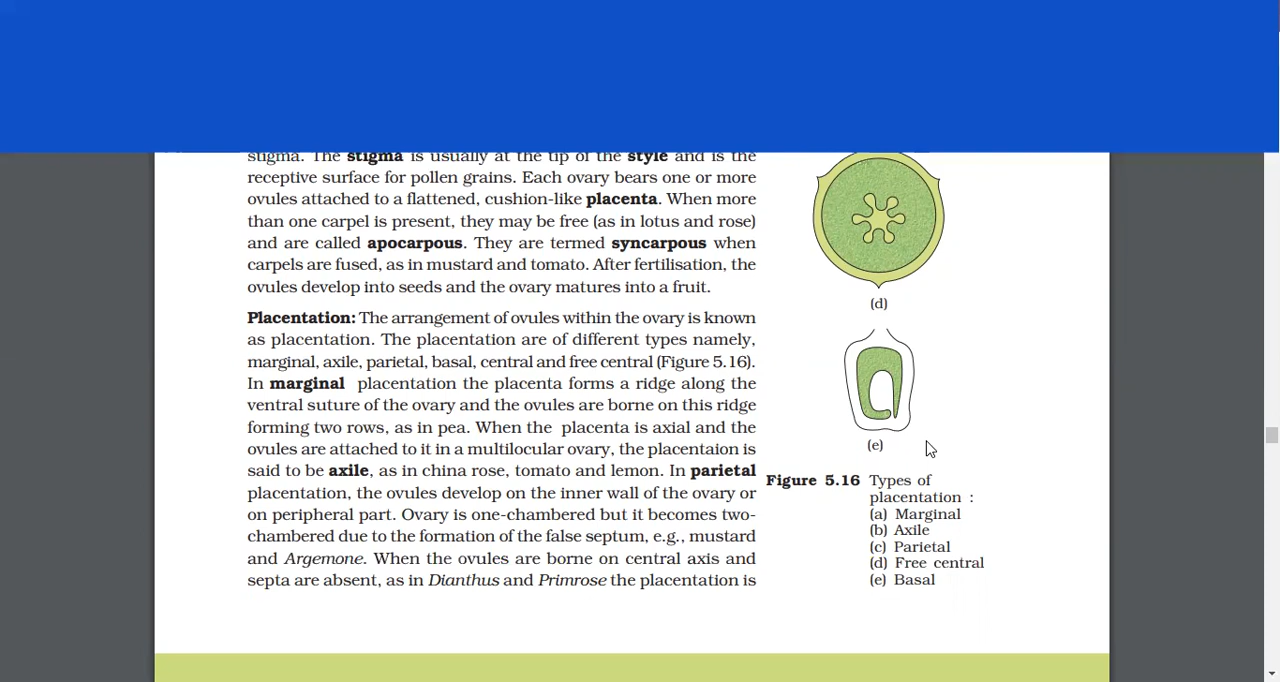 stigma. The stigma is usually at the tip of the style and is the
receptive surface for pollen grains. Each ovary bears one or more
ovules attached to a flattened, cushion-like placenta. When more
than one carpel is present, they may be free (as in lotus and rose)
and are called apocarpous. They are termed syncarpous when
carpels are fused, as in mustard and tomato. After fertilisation, the
ovules develop into seeds and the ovary matures into a fruit.
Placentation: The arrangement of ovules within the ovary is known
as placentation. The placentation are of different types namely,
marginal, axile, parietal, basal, central and free central (Figure 5.16).
In marginal placentation the placenta forms a ridge along the
ventral suture of the ovary and the ovules are borne on this ridge
forming two rows, as in pea. When the placenta is axial and the
ovules are attached to it in a multilocular ovary, the placentaion is
said to be axile, as in china rose, tomato and lemon. In parietal
placentation, the ovules develop on the inner wall of the ovary or
on peripheral part. Ovary is one-chambered but it becomes two-
chambered due to the formation of the false septum, e.g., mustard
and Argemone. When the ovules are borne on central axis and
septa are absent, as in Dianthus and Primrose the placentation is
(d)
(e)
Figure 5.16 Types of
placentation :
(a) Marginal
(b) Axile
(c) Parietal
(d) Free central
(e) Basal